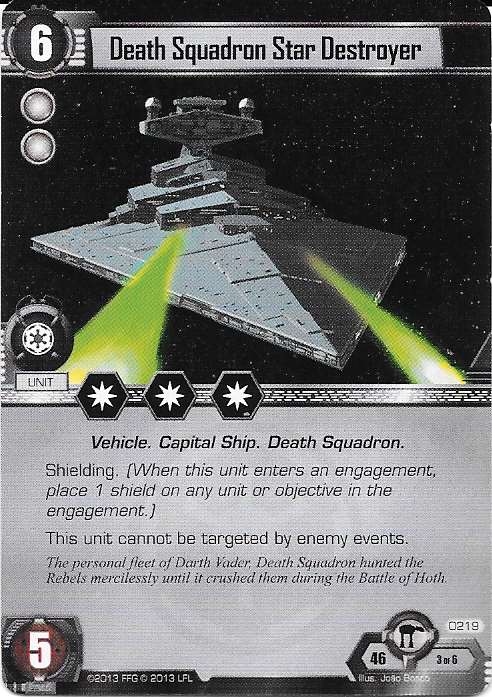 6
Death Squadron Star Destroyer
UNIT
Vehicle. Capital Ship. Death Squadron.
Shielding. (When this unit enters an engagement,
place 1 shield on any unit or objective in the
engagement.)
This unit cannot be targeted by enemy events.
The personal fleet of Darth Vader, Death Squadron hunted the
Rebels mercilessly until it crushed them during the Battle of Hoth.
5
0219
46
3 of 6
©2013 FFG © 2013 LFL
Illus. João Bosco